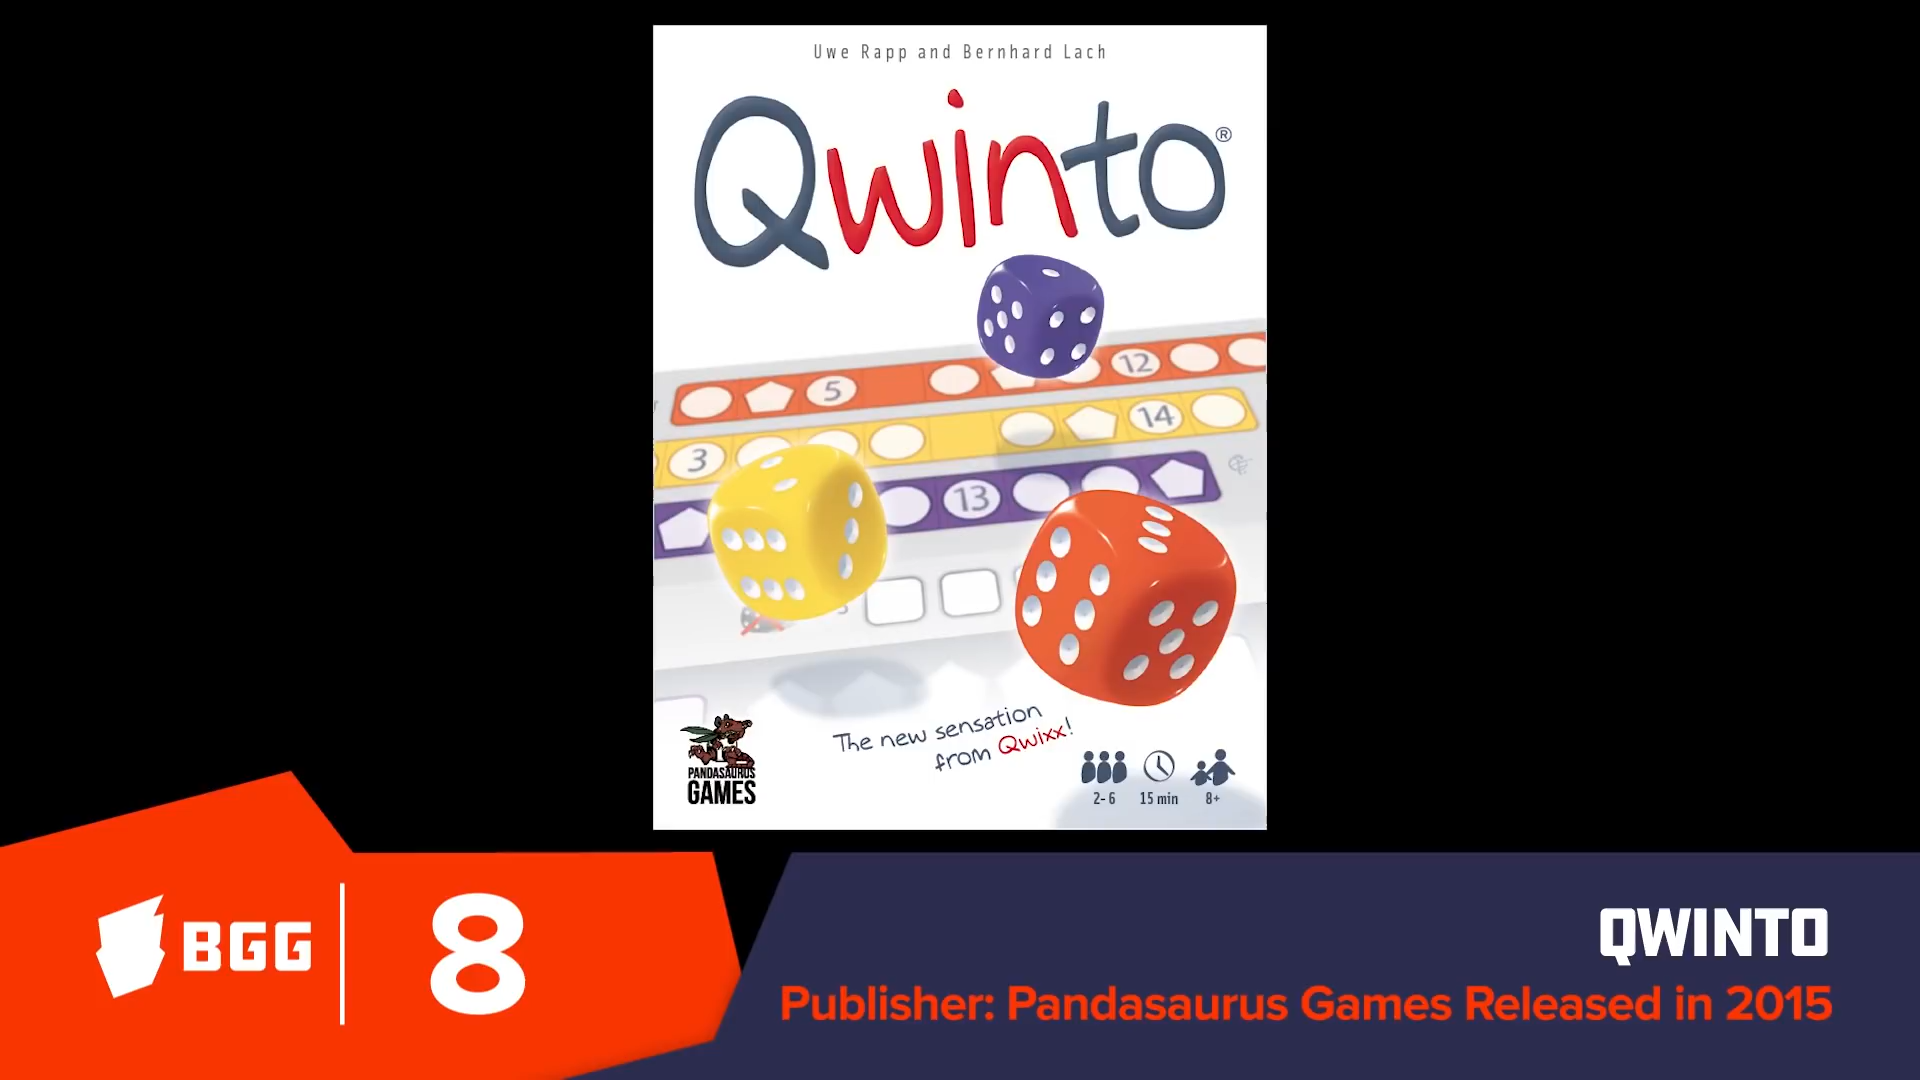 Uwe Rapp and Bernhard Lach
Qwinto®
12
5
14
3
13
The new sensation
from Qwixx!
PANDASAURUS
GAMES
2-6 15 min 8+
BGG 8
QWINTO
Publisher: Pandasaurus Games Released in 2015